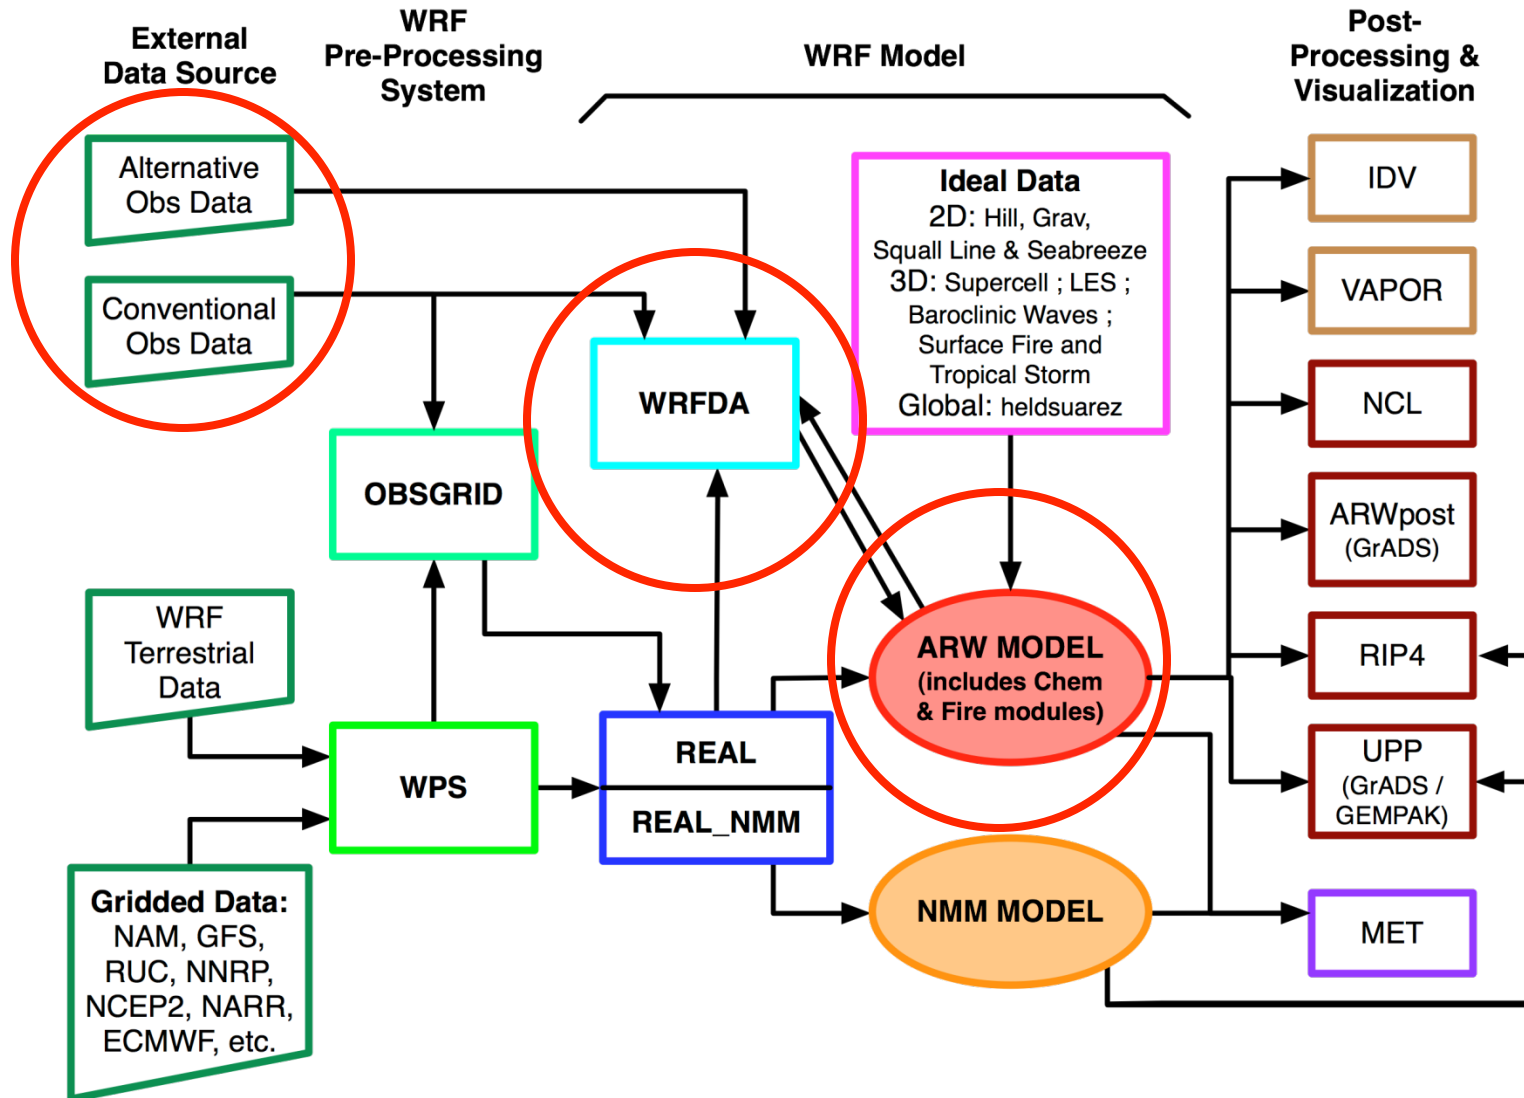 External
Data Source
WRF
Pre-Processing
System
WRF Model
Post-
Processing &
Visualization
Alternative
Obs Data
Conventional
Obs Data
WRFDA
OBSGRID
Ideal Data
2D: Hill, Grav,
Squall Line & Seabreeze
3D: Supercell ; LES ;
Baroclinic Waves ;
Surface Fire and
Tropical Storm
Global: heldsuarez
WRF
Terrestrial
Data
WPS
REAL
REAL_NMM
ARW MODEL
(includes Chem
& Fire modules)
NMM MODEL
Gridded Data:
NAM, GFS,
RUC, NNRP,
NCEP2, NARR,
ECMWF, etc.
IDV
VAPOR
NCL
ARWpost
(GrADS)
RIP4
UPP
(GrADS /
GEMPAK)
MET